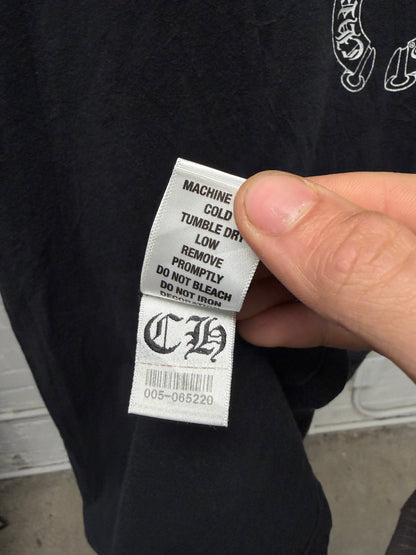 MACHINE
COLD
TUMBLE DRY
LOW
REMOVE
PROMPTLY
DO NOT BLEACH
DO NOT IRON
CH
005-065220